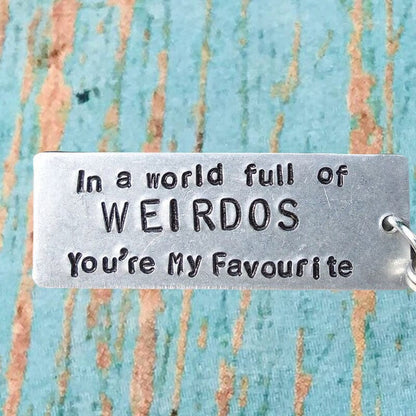 In a world full of
WEIRDOS
You're My Favourite